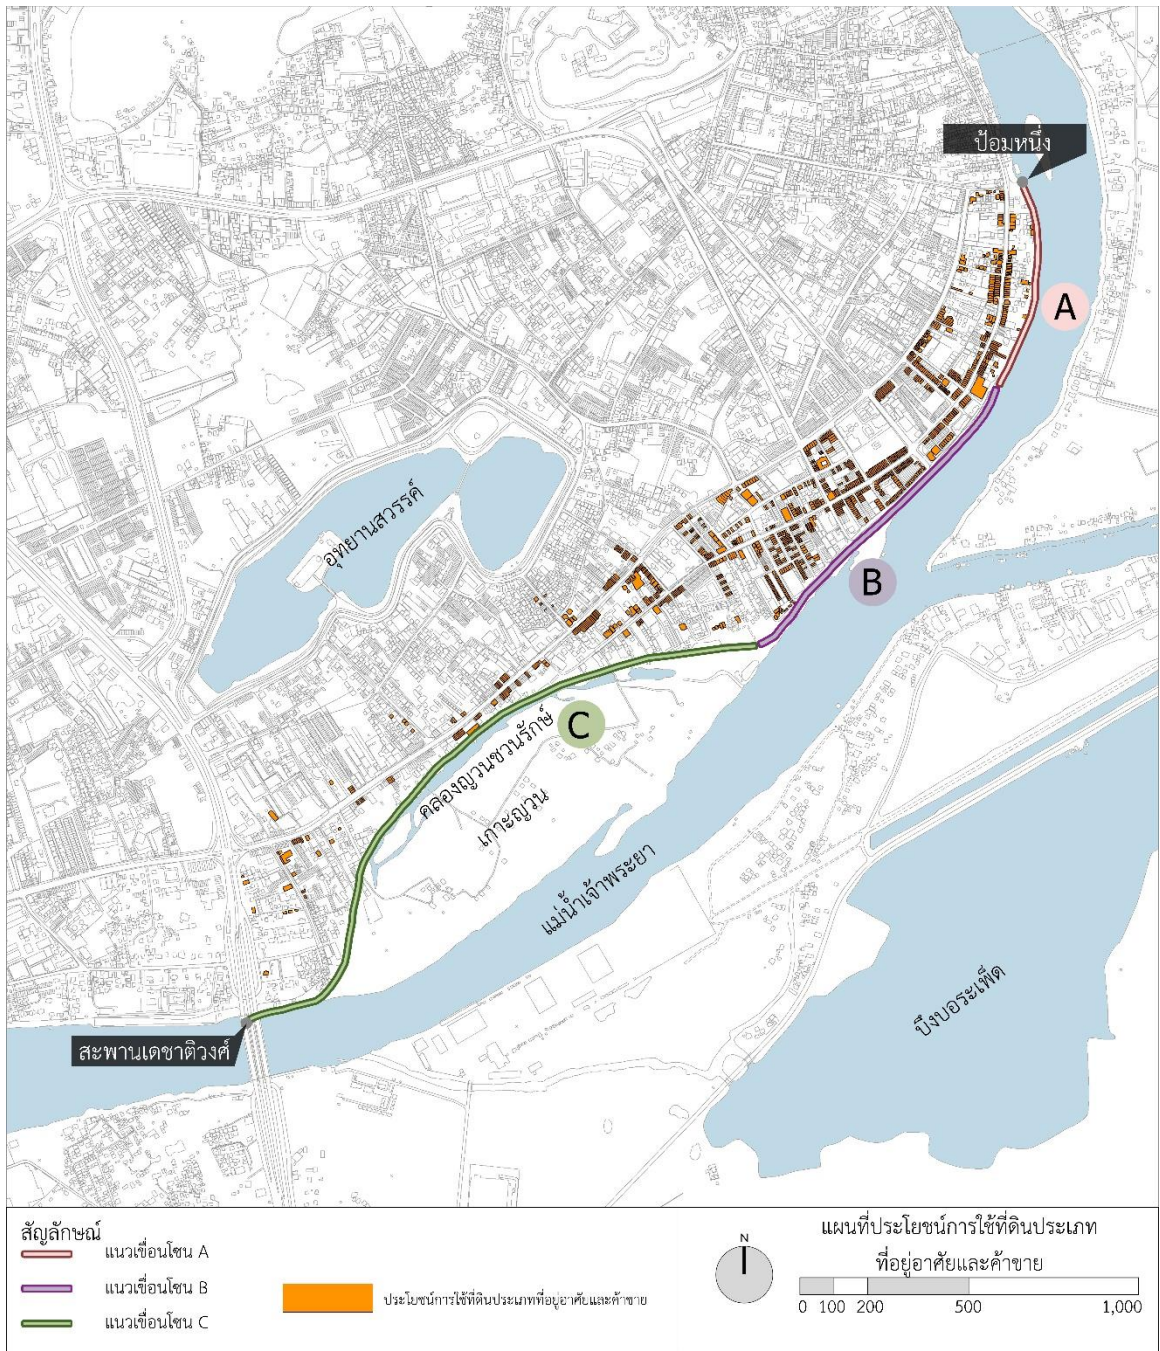 ป้อมหนึ่ง
A
อุทยานสวรรค์
B
C
คลองญวนชวนรักษ์
เกาะญวน
แม่น้ำเจ้าพระยา
บึงบอระเพ็ด
สะพานเดชาติวงศ์
สัญลักษณ์
แนวเขื่อนโซน A
แนวเขื่อนโซน B
แนวเขื่อนโซน C
ประโยชน์การใช้ที่ดินประเภทที่อยู่อาศัยและค้าขาย
N
แผนที่ประโยชน์การใช้ที่ดินประเภท
ที่อยู่อาศัยและค้าขาย
0 100 200 500 1,000